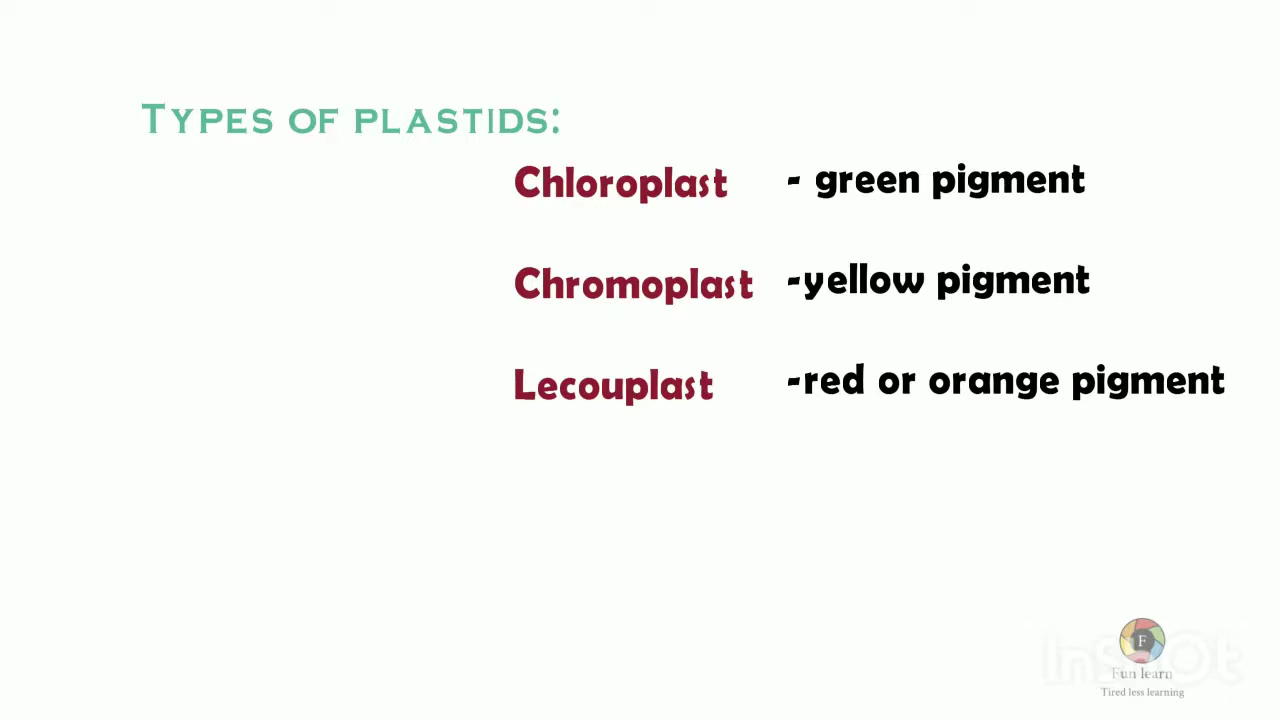 Types of plastids:
Chloroplast - green pigment
Chromoplast -yellow pigment
Lecouplast -red or orange pigment
InShOt
F
Fun learn
Tired less learning